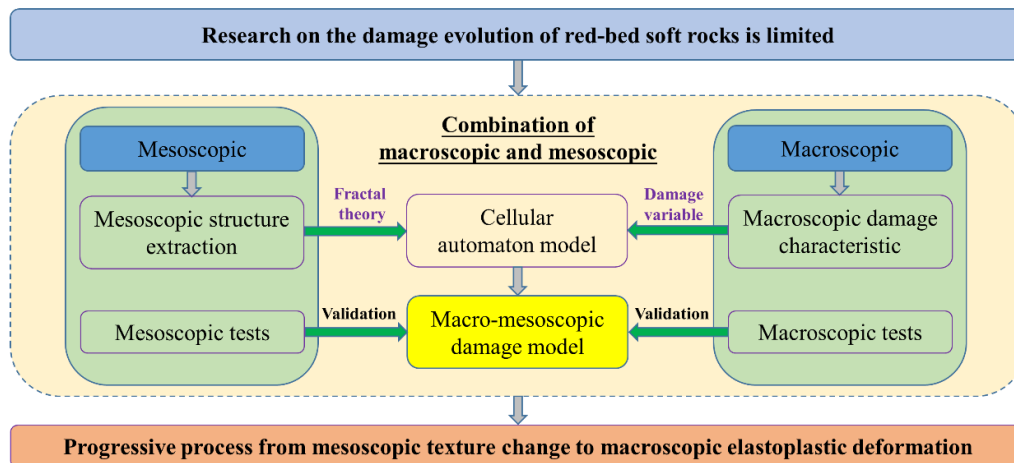 Research on the damage evolution of red-bed soft rocks is limited
Combination of
macroscopic and mesoscopic
Mesoscopic
Mesoscopic structure
extraction
Mesoscopic tests
Fractal
theory
Validation
Cellular
automaton model
Macro-mesoscopic
damage model
Damage
variable
Validation
Macroscopic
Macroscopic damage
characteristic
Macroscopic tests
Progressive process from mesoscopic texture change to macroscopic elastoplastic deformation